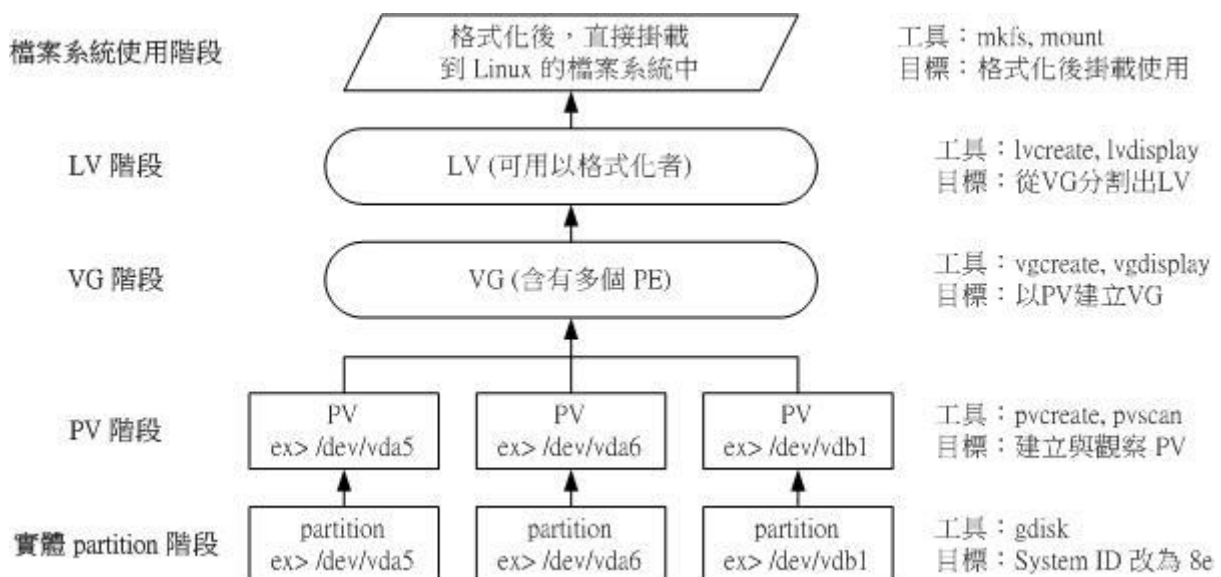 檔案系統使用階段
格式化後，直接掛載
到 Linux 的檔案系統中
工具：mkfs, mount
目標：格式化後掛載使用
LV 階段
LV (可用以格式化者)
工具：lvcreate, lvdisplay
目標：從VG分割出LV
VG 階段
VG (含有多個 PE)
工具：vgcreate, vgdisplay
目標：以PV建立VG
PV 階段
PV
ex> /dev/vda5
PV
ex> /dev/vda6
PV
ex> /dev/vdb1
工具：pvcreate, pvscan
目標：建立與觀察 PV
實體 partition 階段
partition
ex> /dev/vda5
partition
ex> /dev/vda6
partition
ex> /dev/vdb1
工具：gdisk
目標：System ID 改為 8e